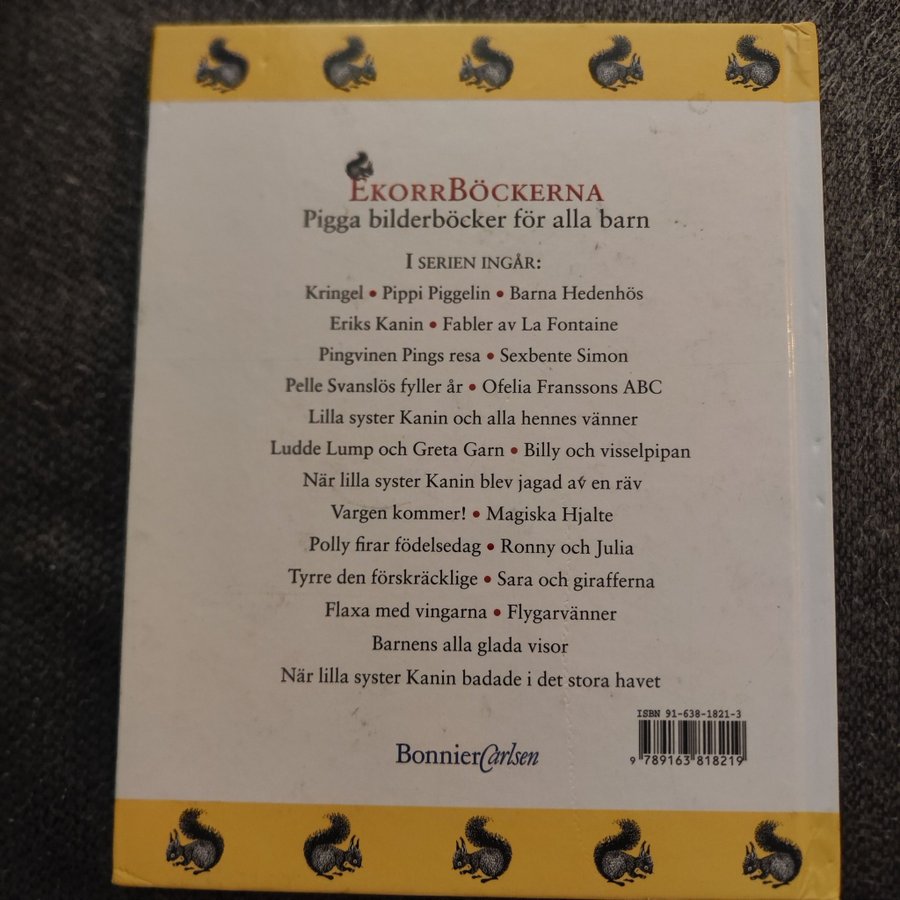 EKORRBÖCKERNA
Pigga bilderböcker för alla barn
I SERIEN INGÅR:
Kringel • Pippi Piggelin • Barna Hedenhös
Eriks Kanin • Fabler av La Fontaine
Pingvinen Pings resa • Sexbente Simon
Pelle Svanslös fyller år • Ofelia Franssons ABC
Lilla syster Kanin och alla hennes vänner
Ludde Lump och Greta Garn • Billy och visselpipan
När lilla syster Kanin blev jagad av en räv
Vargen kommer! • Magiska Hjalte
Polly firar födelsedag • Ronny och Julia
Tyrre den förskräcklige • Sara och girafferna
Flaxa med vingarna • Flygarvänner
Barnens alla glada visor
När lilla syster Kanin badade i det stora havet
ISBN 91-638-1821-3
9 789163 818219
BonnierCarlsen